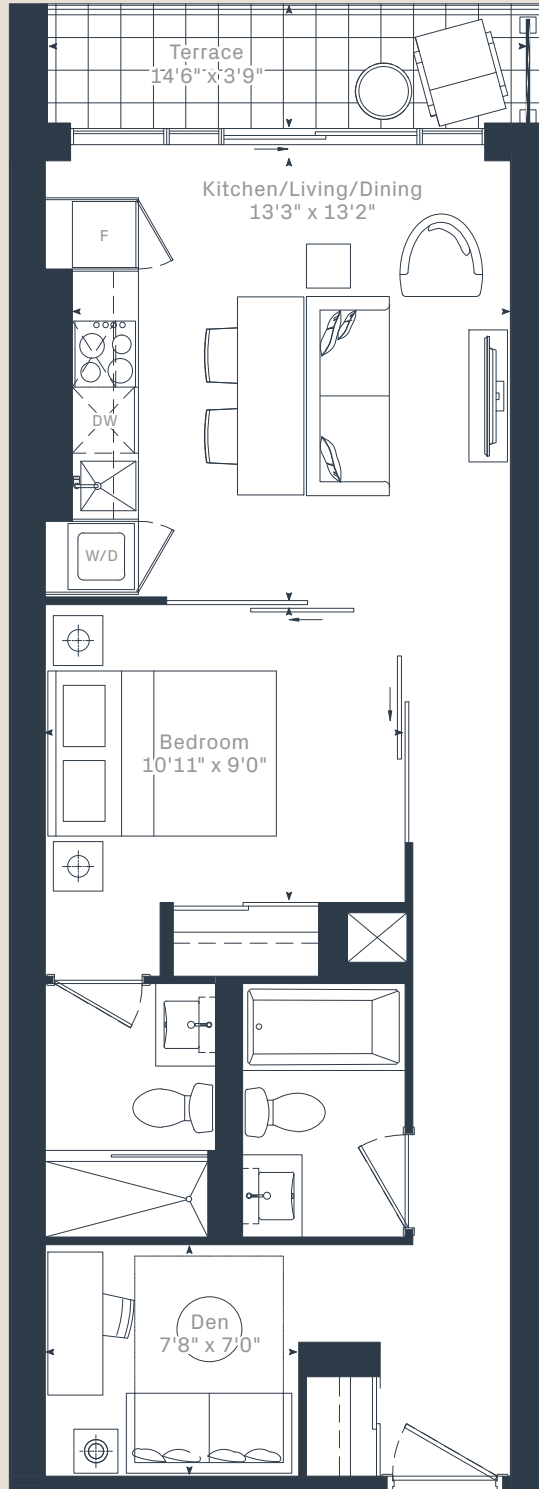 Terrace
14'6" x 3'9"
Kitchen/Living/Dining
13'3" x 13'2"
F
DW
W/D
Bedroom
10'11" x 9'0"
Den
7'8" x 7'0"